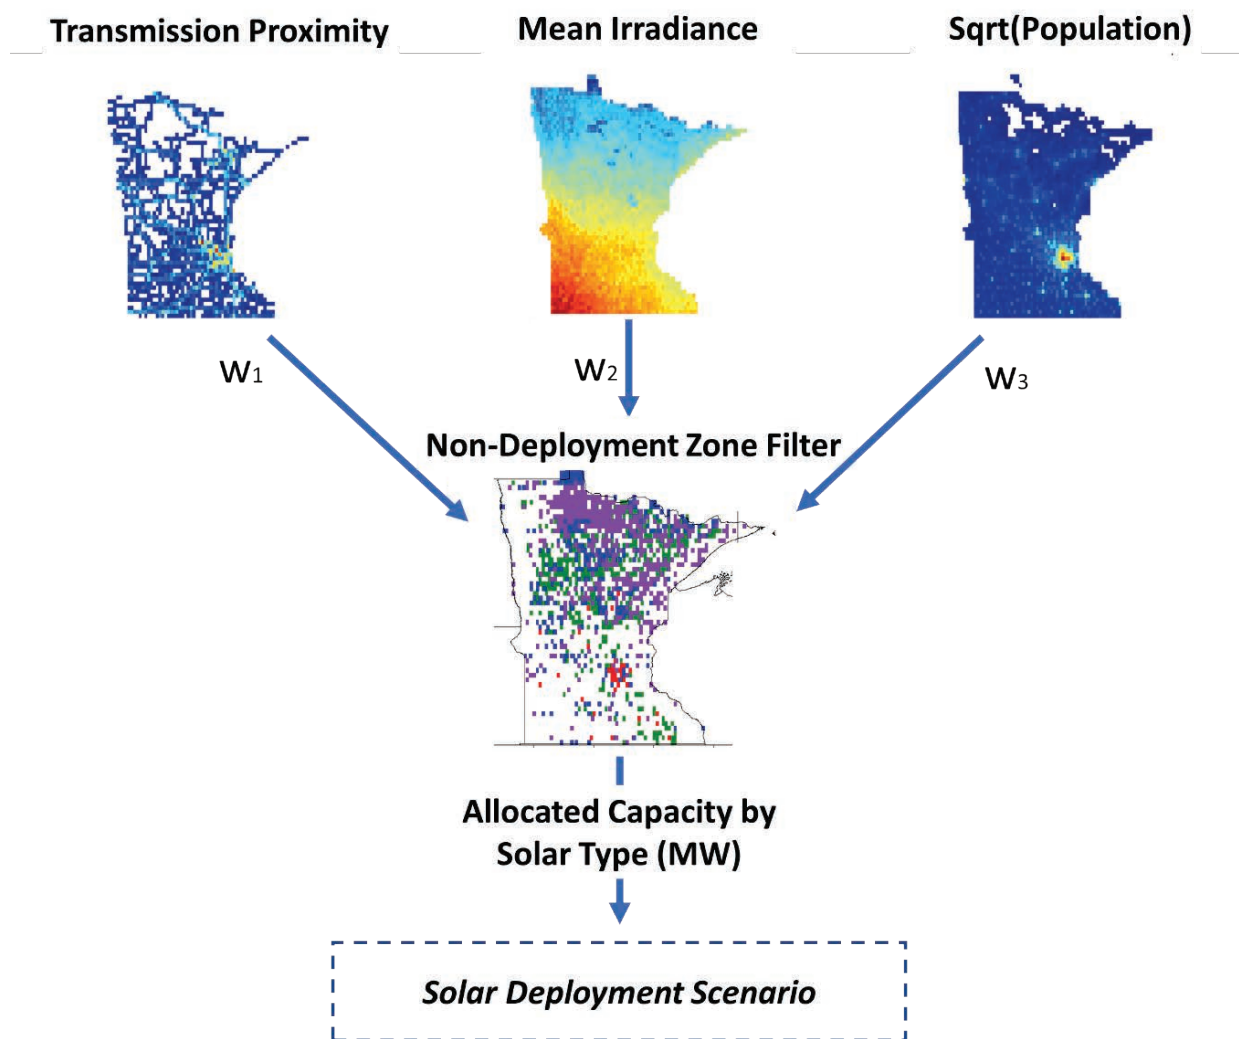 Transmission Proximity
Mean Irradiance
Sqrt(Population)
W1
W2
W3
Non-Deployment Zone Filter
Allocated Capacity by
Solar Type (MW)
Solar Deployment Scenario